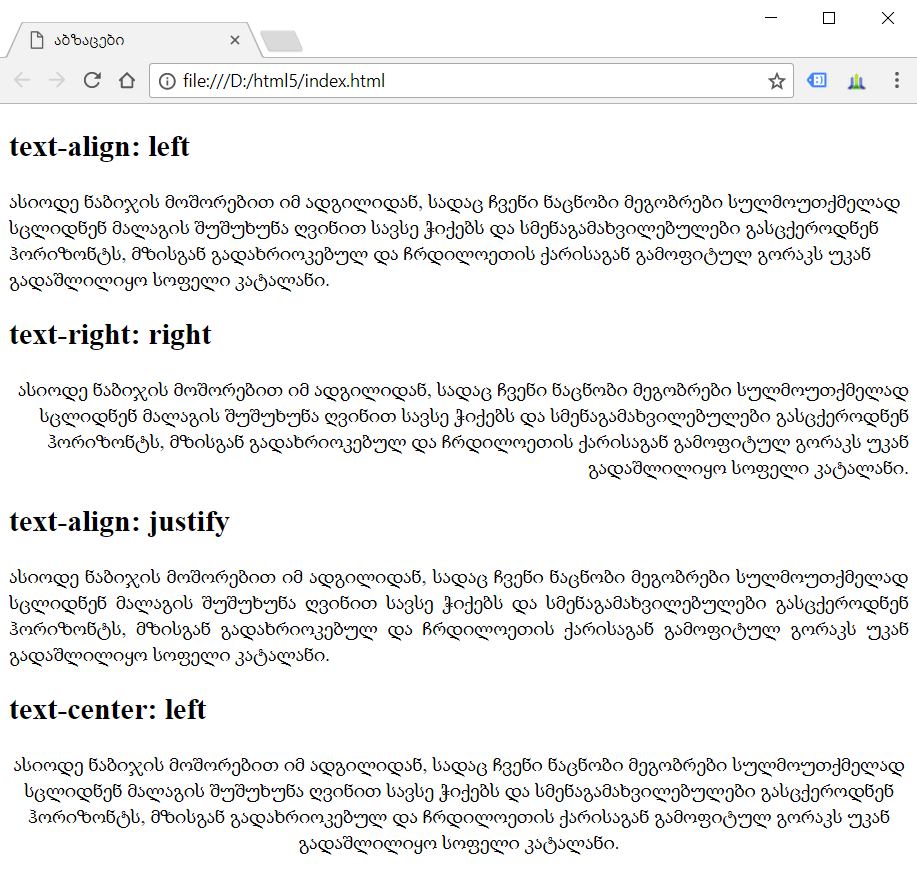 აბზაცები
file:///D:/html5/index.html
text-align: left
ასიოდე ნაბიჯის მოშორებით იმ ადგილიდან, სადაც ჩვენი ნაცნობი მეგობრები სულმოუთქმელად
სცლიდნენ მალაგის შუშუხუნა ღვინით სავსე ჭიქებს და სმენაგამახვილებულები გასცქეროდნენ
ჰორიზონტს, მზისგან გადახრიოკებულ და ჩრდილოეთის ქარისაგან გამოფიტულ გორაკს უკან
გადაშლილიყო სოფელი კატალანი.
text-right: right
ასიოდე ნაბიჯის მოშორებით იმ ადგილიდან, სადაც ჩვენი ნაცნობი მეგობრები სულმოუთქმელად
სცლიდნენ მალაგის შუშუხუნა ღვინით სავსე ჭიქებს და სმენაგამახვილებულები გასცქეროდნენ
ჰორიზონტს, მზისგან გადახრიოკებულ და ჩრდილოეთის ქარისაგან გამოფიტულ გორაკს უკან
გადაშლილიყო სოფელი კატალანი.
text-align: justify
ასიოდე ნაბიჯის მოშორებით იმ ადგილიდან, სადაც ჩვენი ნაცნობი მეგობრები სულმოუთქმელად
სცლიდნენ მალაგის შუშუხუნა ღვინით სავსე ჭიქებს და სმენაგამახვილებულები გასცქეროდნენ
ჰორიზონტს, მზისგან გადახრიოკებულ და ჩრდილოეთის ქარისაგან გამოფიტულ გორაკს უკან
გადაშლილიყო სოფელი კატალანი.
text-center: left
ასიოდე ნაბიჯის მოშორებით იმ ადგილიდან, სადაც ჩვენი ნაცნობი მეგობრები სულმოუთქმელად
სცლიდნენ მალაგის შუშუხუნა ღვინით სავსე ჭიქებს და სმენაგამახვილებულები გასცქეროდნენ
ჰორიზონტს, მზისგან გადახრიოკებულ და ჩრდილოეთის ქარისაგან გამოფიტულ გორაკს უკან
გადაშლილიყო სოფელი კატალანი.